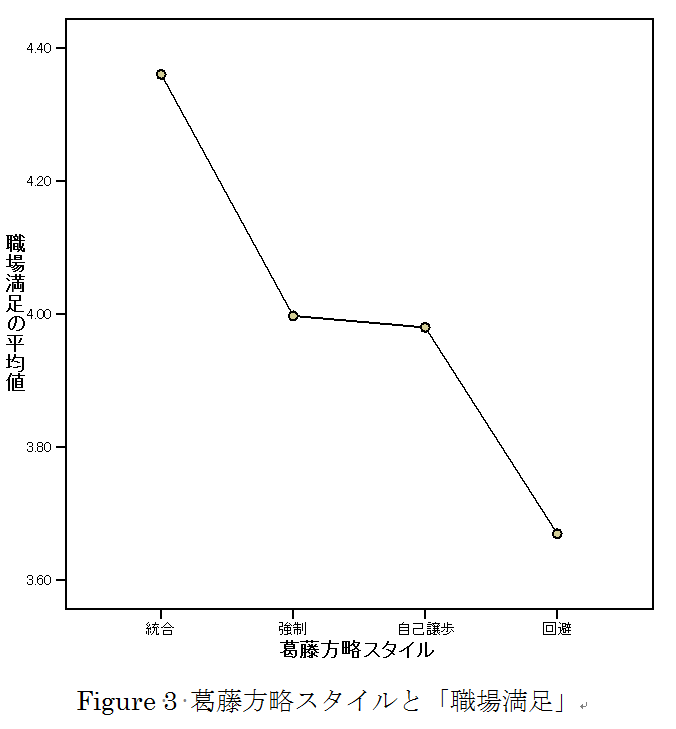 4.40
4.20
4.00
3.80
3.60
職場満足の平均値
統合 強制 自己譲歩 回避
葛藤方略スタイル
Figure 3 葛藤方略スタイルと「職場満足」